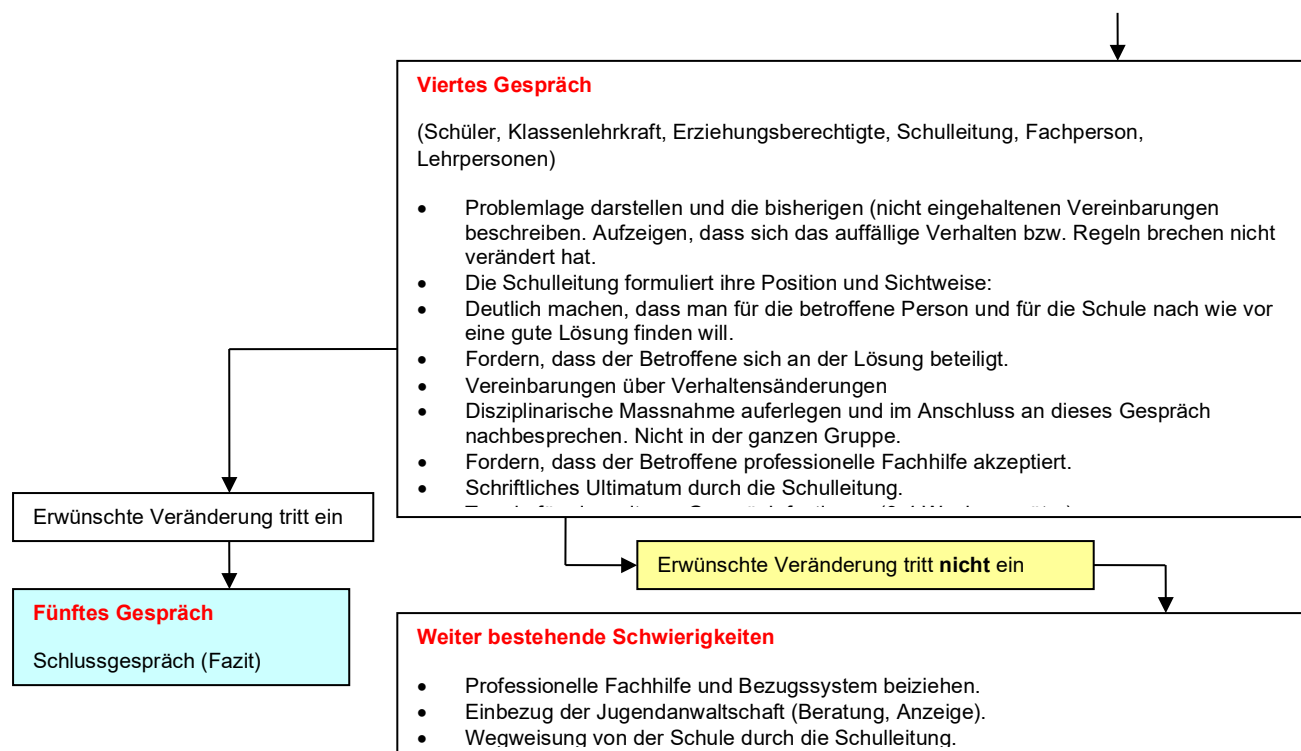 Viertes Gespräch
(Schüler, Klassenlehrkraft, Erziehungsberechtigte, Schulleitung, Fachperson,
Lehrpersonen)
• Problemlage darstellen und die bisherigen (nicht eingehaltenen Vereinbarungen
beschreiben. Aufzeigen, dass sich das auffällige Verhalten bzw. Regeln brechen nicht
verändert hat.
• Die Schulleitung formuliert ihre Position und Sichtweise:
• Deutlich machen, dass man für die betroffene Person und für die Schule nach wie vor
eine gute Lösung finden will.
• Fordern, dass der Betroffene sich an der Lösung beteiligt.
• Vereinbarungen über Verhaltensänderungen
• Disziplinarische Massnahme auferlegen und im Anschluss an dieses Gespräch
nachbesprechen. Nicht in der ganzen Gruppe.
• Fordern, dass der Betroffene professionelle Fachhilfe akzeptiert.
• Schriftliches Ultimatum durch die Schulleitung.
Erwünschte Veränderung tritt ein
Erwünschte Veränderung tritt nicht ein
Fünftes Gespräch
Schlussgespräch (Fazit)
Weiter bestehende Schwierigkeiten
• Professionelle Fachhilfe und Bezugssystem beiziehen.
• Einbezug der Jugendanwaltschaft (Beratung, Anzeige).
• Wegweisung von der Schule durch die Schulleitung.